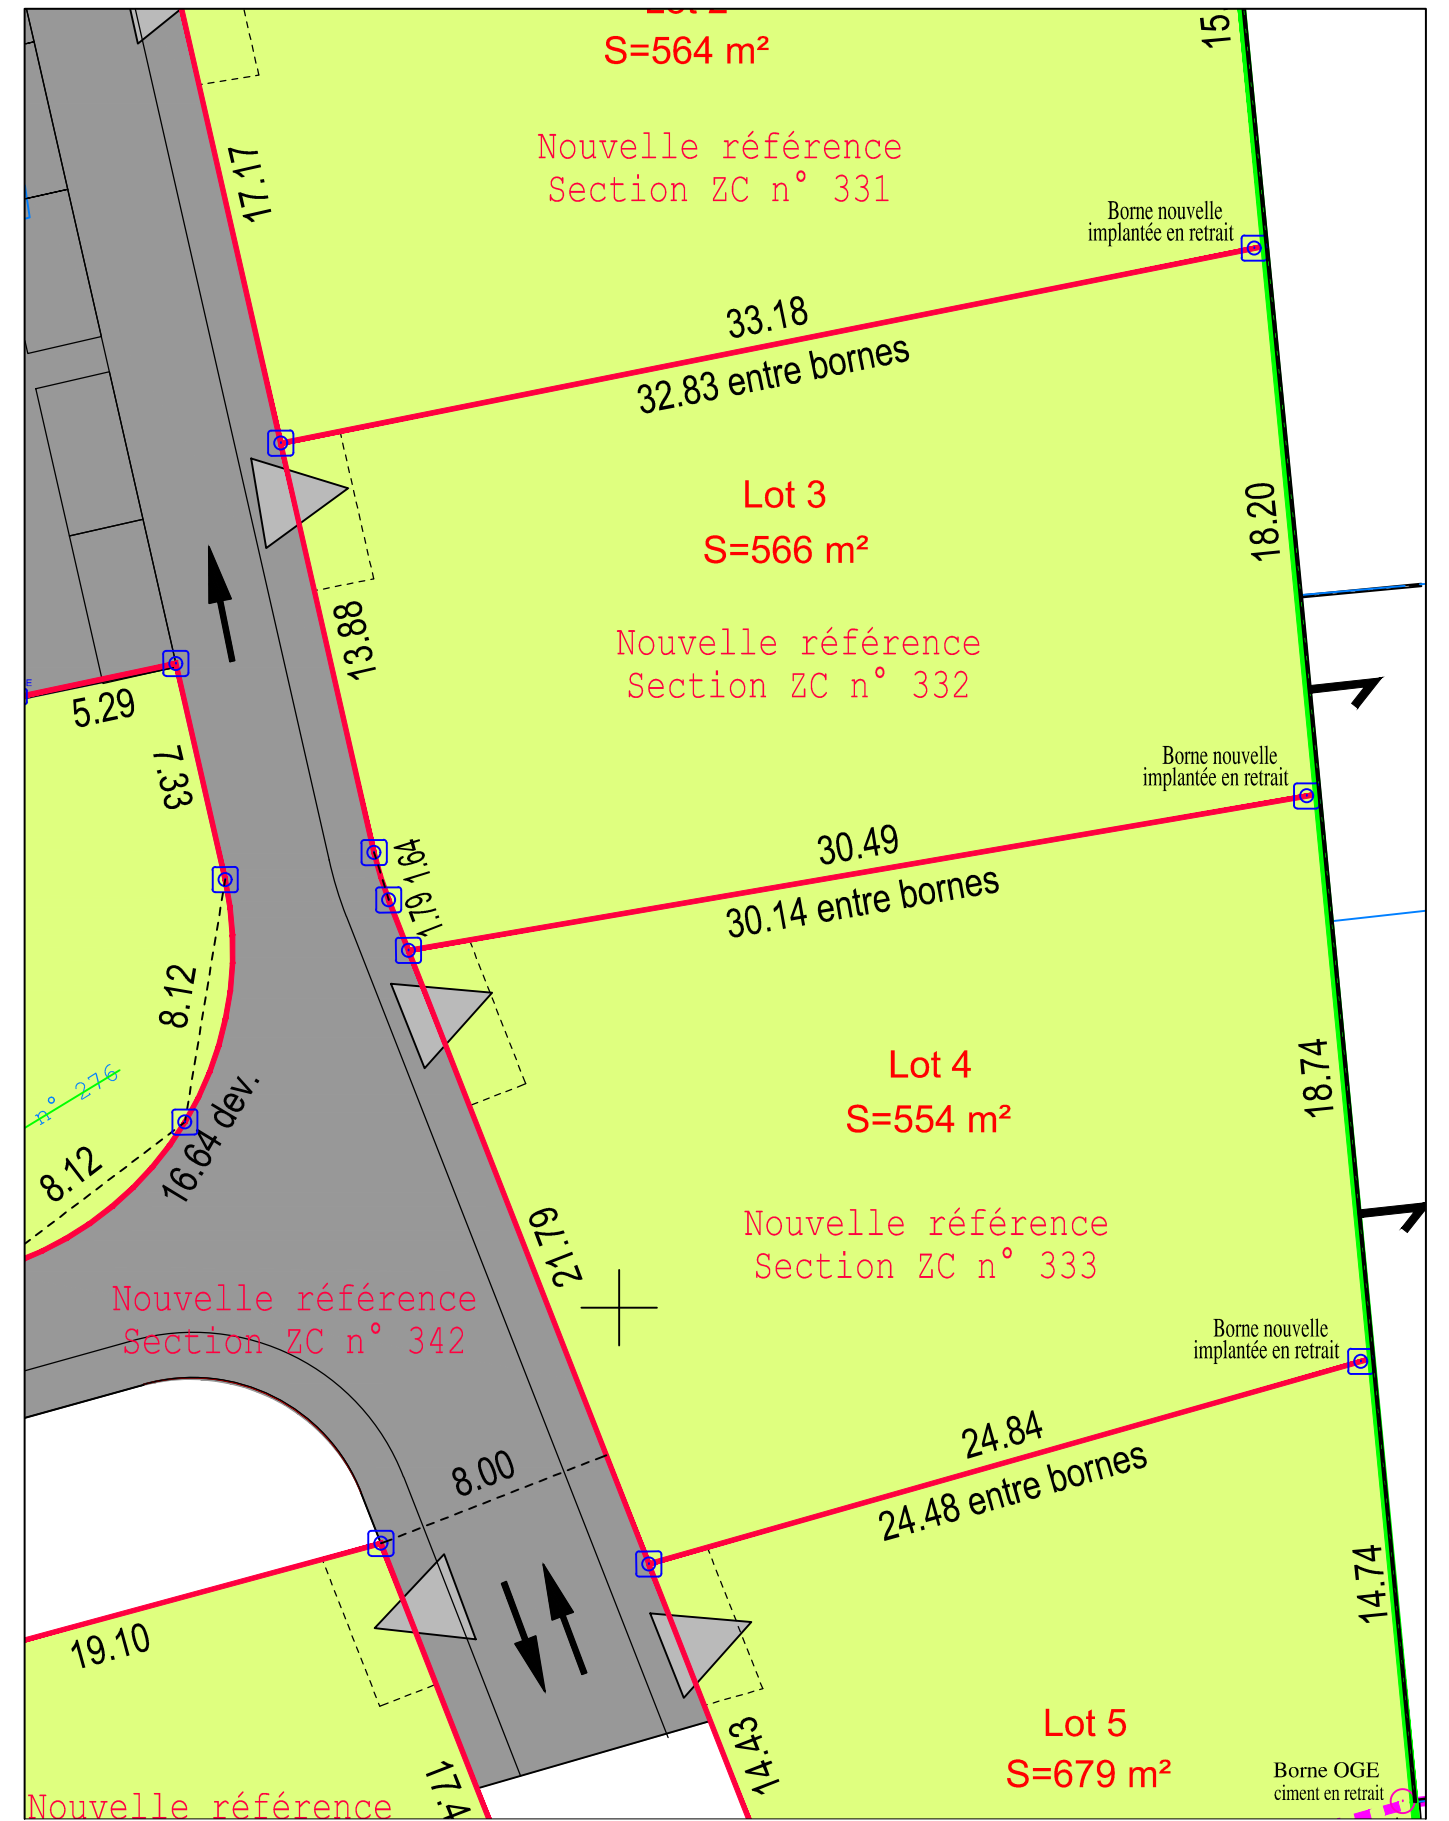 Lot 2
S=564 m²
15
Nouvelle référence
Section ZC n° 331
17.17
Borne nouvelle
implantée en retrait
33.18
32.83 entre bornes
Lot 3
S=566 m²
18.20
13.88
Nouvelle référence
Section ZC n° 332
E
5.29
7.33
Borne nouvelle
implantée en retrait
1.64
1.79
30.49
30.14 entre bornes
8.12
Lot 4
S=554 m²
18.74
n° 276
16.64 dev.
8.12
21.79
Nouvelle référence
Section ZC n° 333
Nouvelle référence
Section ZC n° 342
Borne nouvelle
implantée en retrait
24.84
24.48 entre bornes
8.00
14.74
19.10
Lot 5
S=679 m²
14.43
17.4
Borne OGE
ciment en retrait
Nouvelle référence